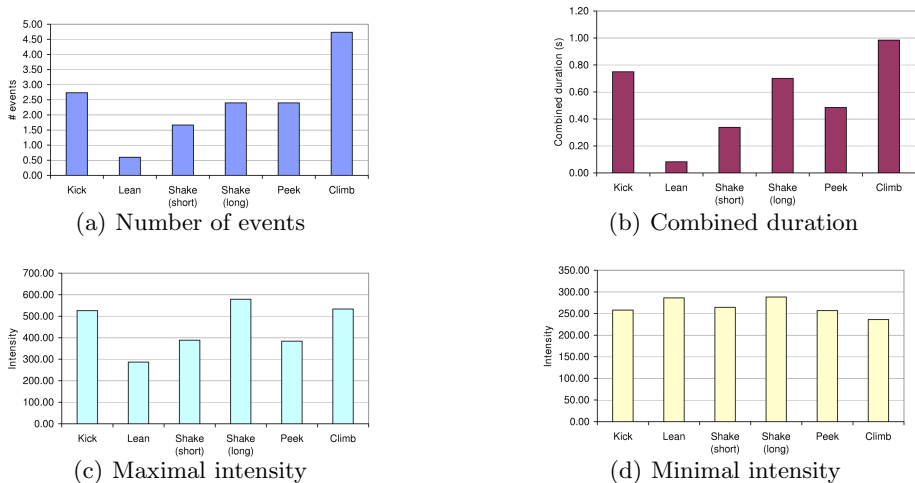 5.00
4.50
4.00
3.50
3.00
2.50
2.00
1.50
1.00
0.50
0.00
# events
Kick Lean Shake Shake Peek Climb
(short) (long)
(a) Number of events
1.20
1.00
0.80
0.60
0.40
0.20
0.00
Combined duration (s)
Kick Lean Shake Shake Peek Climb
(short) (long)
(b) Combined duration
700.00
600.00
500.00
400.00
300.00
200.00
100.00
0.00
Intensity
Kick Lean Shake Shake Peek Climb
(short) (long)
(c) Maximal intensity
350.00
300.00
250.00
200.00
150.00
100.00
50.00
0.00
Intensity
Kick Lean Shake Shake Peek Climb
(short) (long)
(d) Minimal intensity